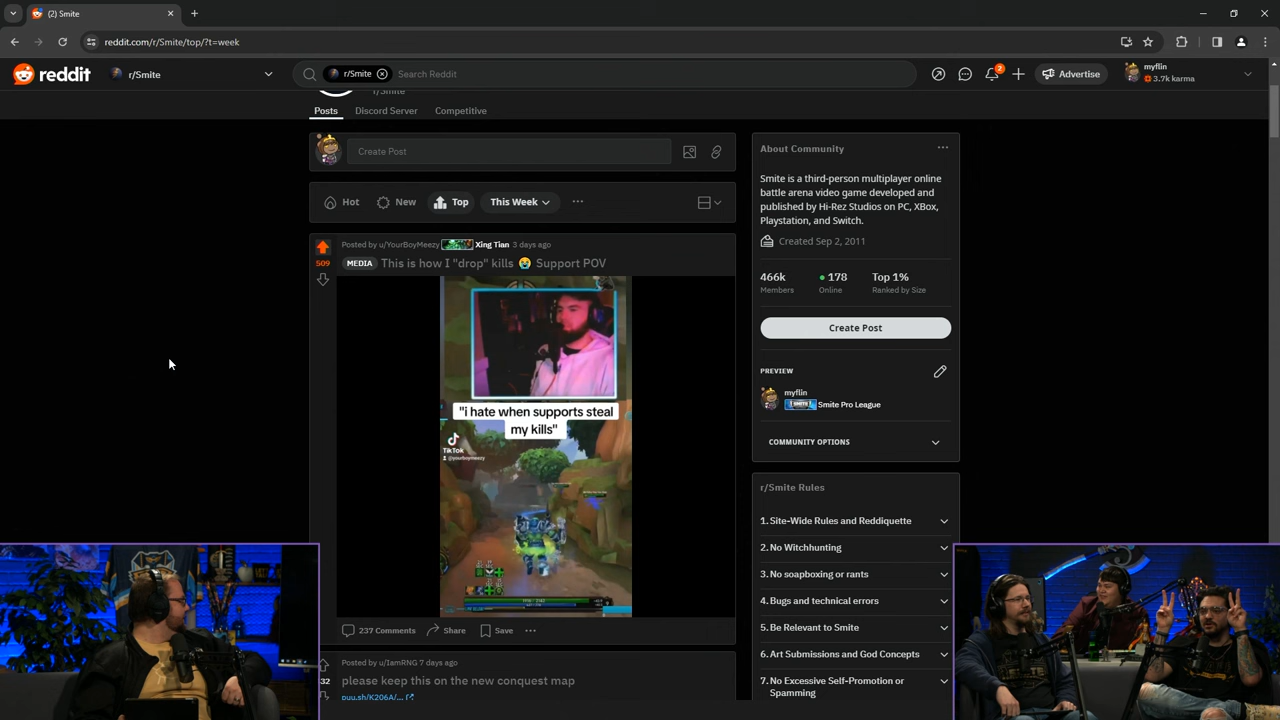 (2) Smite
reddit.com/r/Smite/top/?t=week
reddit
r/Smite
r/Smite
Search Reddit
2
Advertise
myflin
3.7k karma
r/Smite
Posts
Discord Server
Competitive
Create Post
Hot
New
Top
This Week
Posted by u/YourBoyMeezy Xing Tian 3 days ago
509
MEDIA This is how I "drop" kills 😭 Support POV
"i hate when supports steal
my kills"
TikTok
@yourboymeezy
237 Comments
Share
Save
Posted by u/IamRNG 7 days ago
please keep this on the new conquest map
puu.sh/K206A/...
About Community
Smite is a third-person multiplayer online
battle arena video game developed and
published by Hi-Rez Studios on PC, XBox,
Playstation, and Switch.
Created Sep 2, 2011
466k
Members
178
Online
Top 1%
Ranked by Size
Create Post
PREVIEW
myflin
Smite Pro League
COMMUNITY OPTIONS
r/Smite Rules
1. Site-Wide Rules and Reddiquette
2. No Witchhunting
3. No soapboxing or rants
4. Bugs and technical errors
5. Be Relevant to Smite
6. Art Submissions and God Concepts
7. No Excessive Self-Promotion or
Spamming